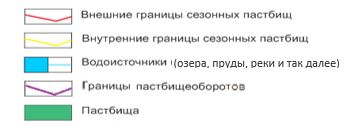 Внешние границы сезонных пастбищ
Внутренние границы сезонных пастбищ
Водоисточники (озера, пруды, реки и так далее)
Границы пастбищеоборотов
Пастбища